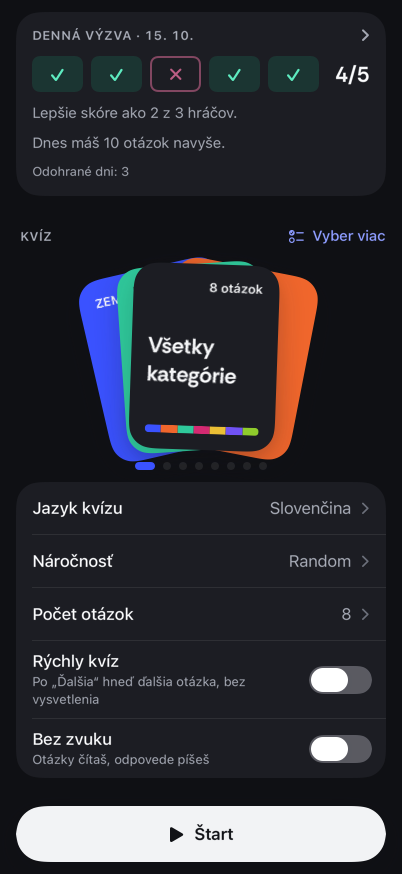 DENNÁ VÝZVA · 15. 10.
4/5
Lepšie skóre ako 2 z 3 hráčov.
Dnes máš 10 otázok navyše.
Odohrané dni: 3
KVÍZ
Vyber viac
8 otázok
Všetky
kategórie
Jazyk kvízu
Slovenčina
Náročnosť
Random
Počet otázok
8
Rýchly kvíz
Po „Ďalšia“ hneď ďalšia otázka, bez
vysvetlenia
Bez zvuku
Otázky čítaš, odpovede píšeš
Štart